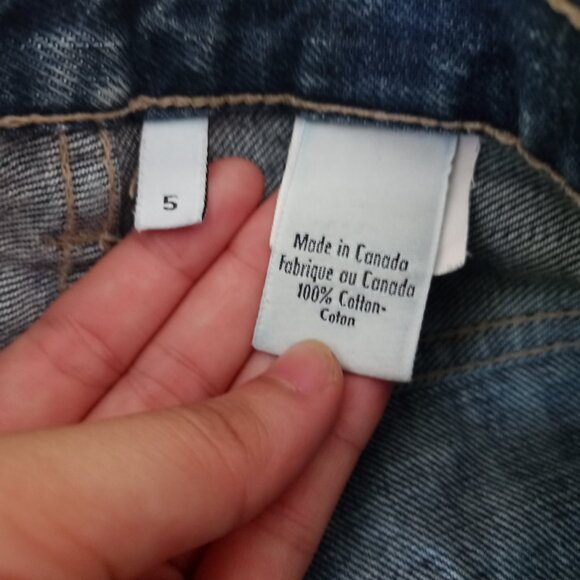 5
Made in Canada
Fabrique au Canada
100% Cotton-
Coton